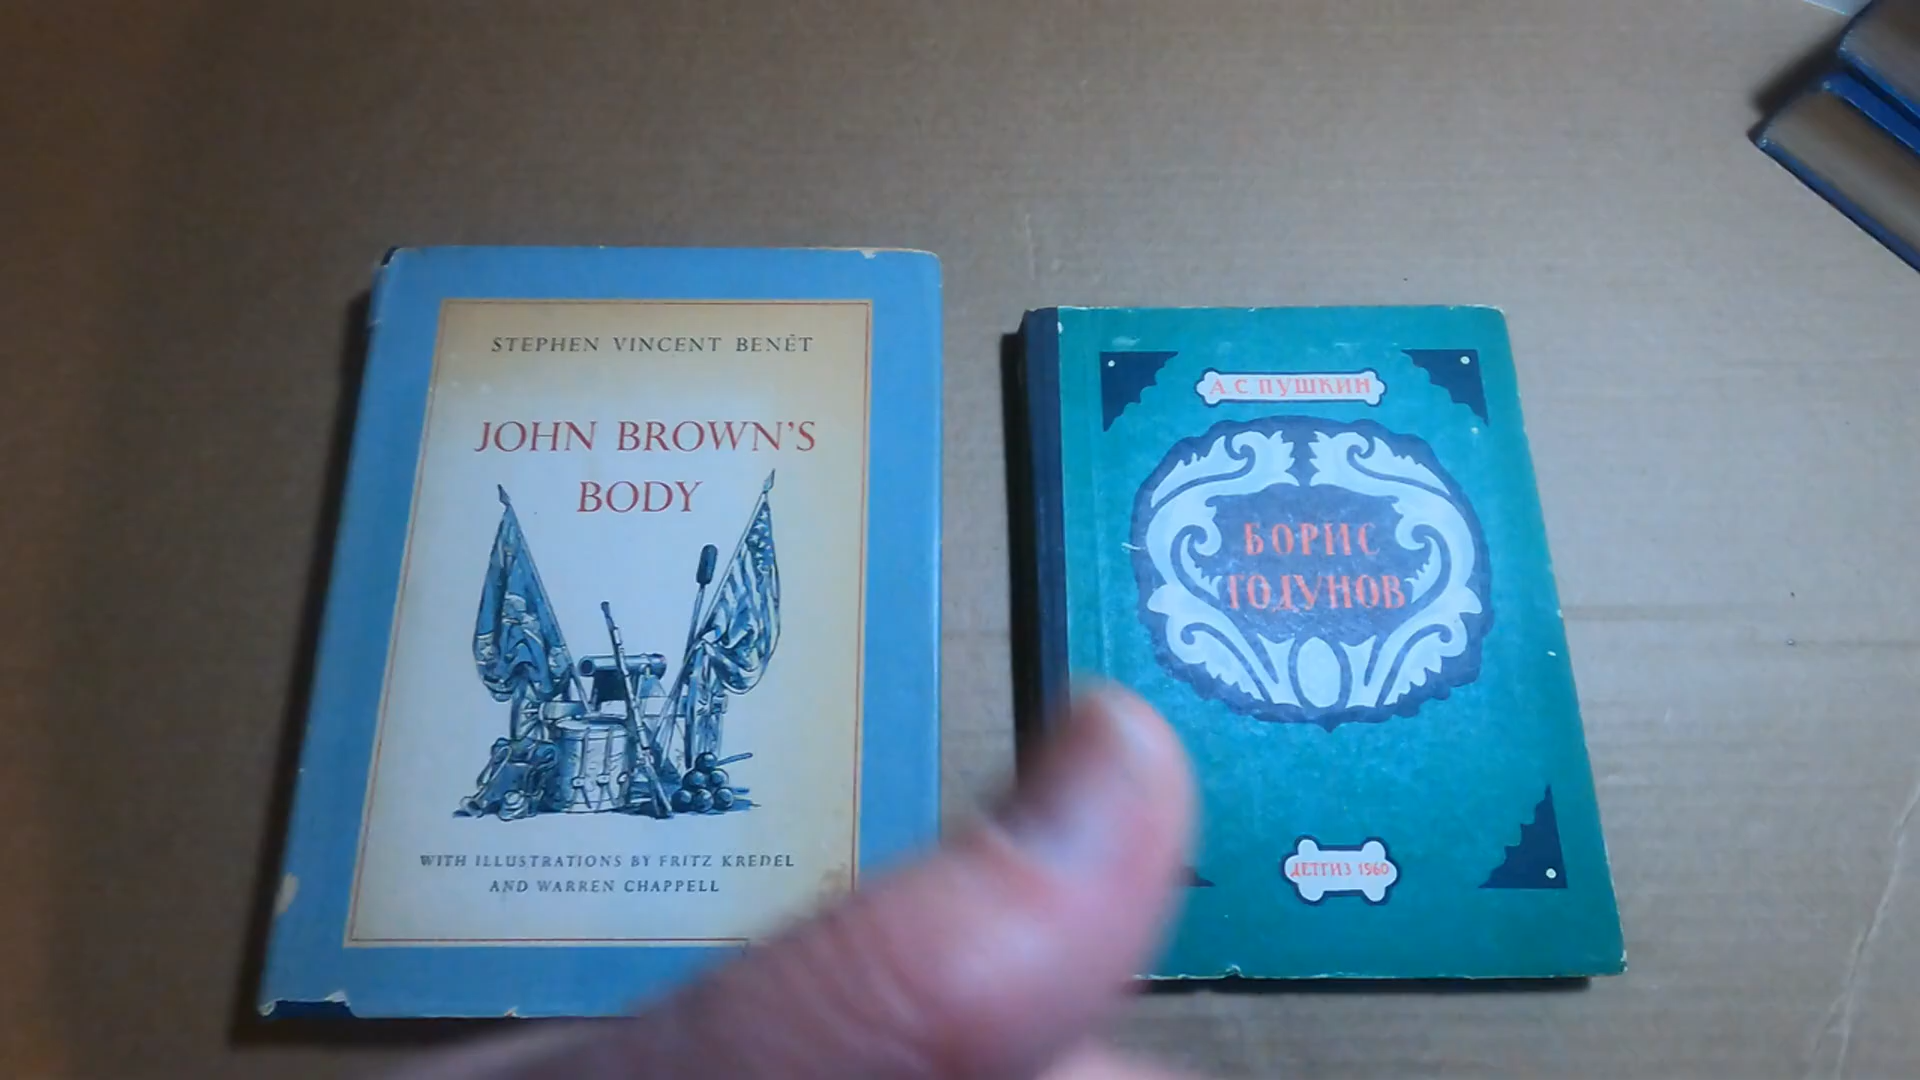 STEPHEN VINCENT BENÉT
JOHN BROWN'S
BODY
WITH ILLUSTRATIONS BY FRITZ KREDEL
AND WARREN CHAPPELL
А. С. ПУШКИН
БОРИС
ГОДУНОВ
ДЕТГИЗ 1960